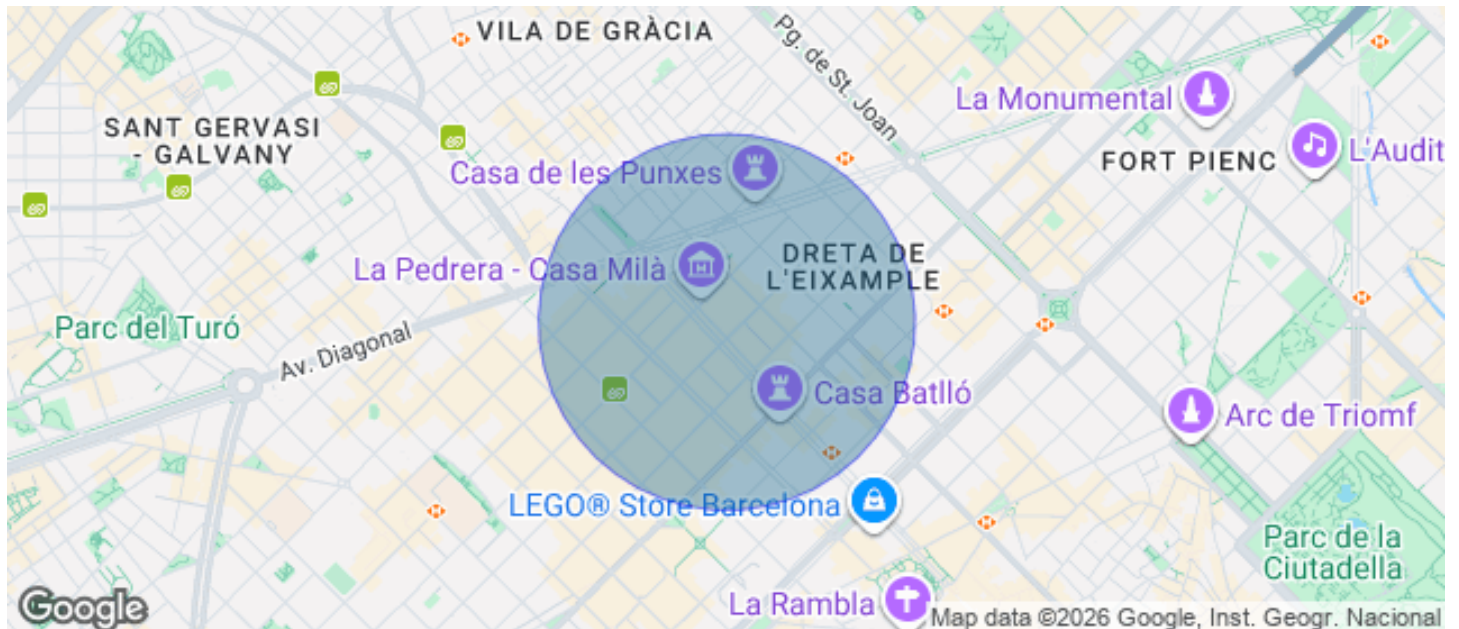 VILA DE GRÀCIA
Pg. de St. Joan
La Monumental
SANT GERVASI
- GALVANY
L'Audit
FORT PIENC
Casa de les Punxes
DRETA DE
L'EIXAMPLE
La Pedrera - Casa Milà
Parc del Turó
Av. Diagonal
Casa Batlló
Arc de Triomf
LEGO® Store Barcelona
Parc de la
Ciutadella
La Rambla
Google
Map data ©2026 Google, Inst. Geogr. Nacional